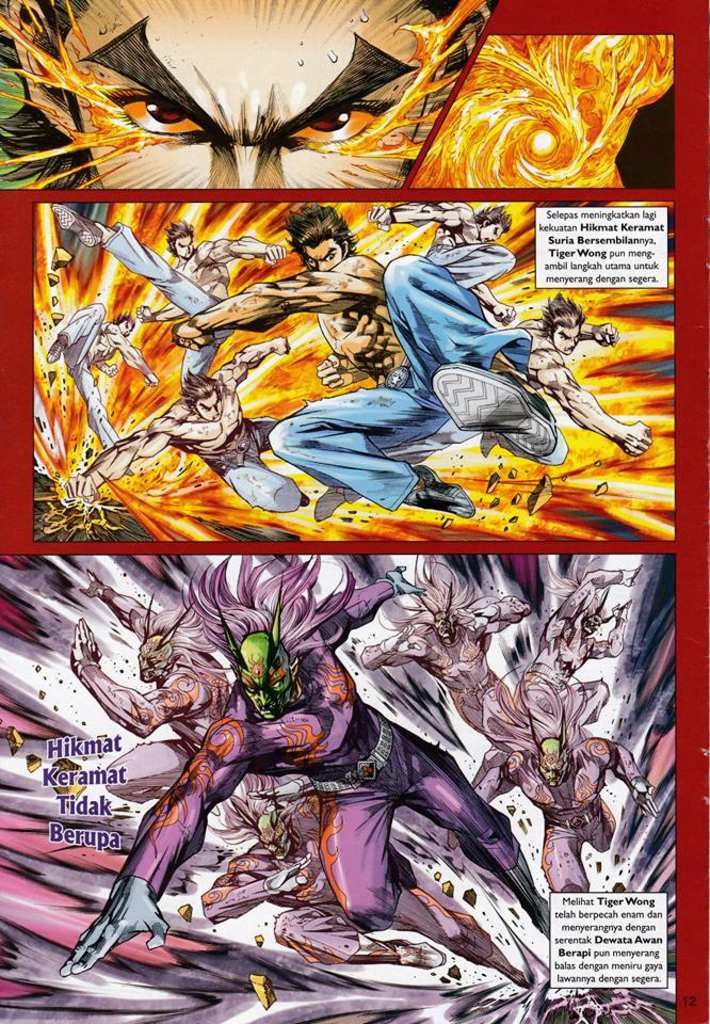 Selepas meningkatkan lagi
kekuatan Hikmat Keramat
Suria Bersembilannya,
Tiger Wong pun meng-
ambil langkah utama untuk
menyerang dengan segera.
Hikmat
Keramat
Tidak
Berupa
Melihat Tiger Wong
telah berpecah enam dan
menyerangnya dengan
serentak Dewata Awan
Berapi pun menyerang
balas dengan meniru gaya
lawannya dengan segera.
12